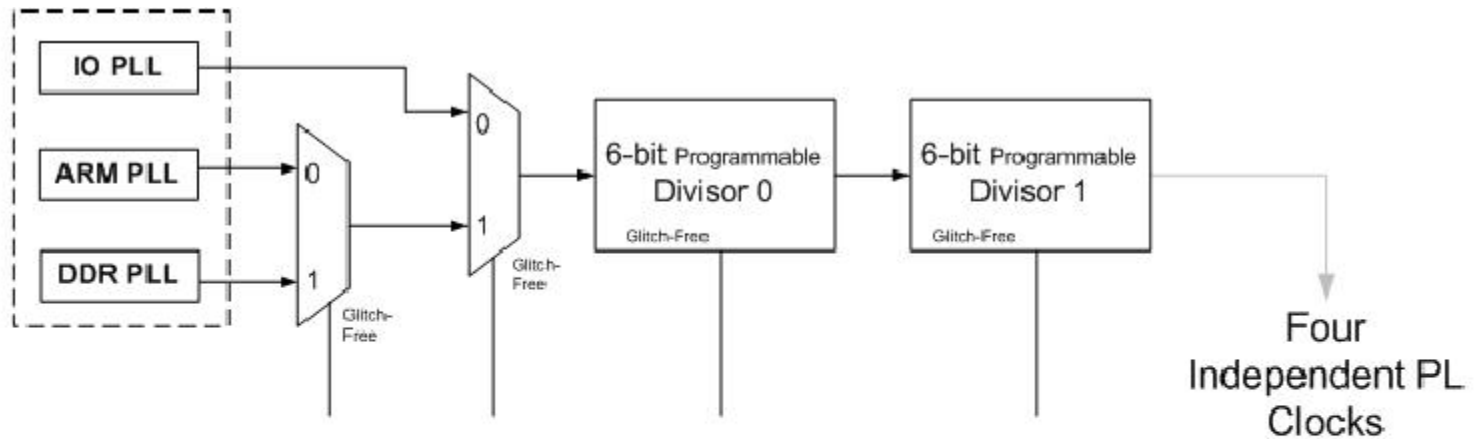 IO PLL
ARM PLL
DDR PLL
0
1
Glitch-
Free
0
1
Glitch-
Free
6-bit Programmable
Divisor 0
Glitch-Free
6-bit Programmable
Divisor 1
Glitch-Free
Four
Independent PL
Clocks